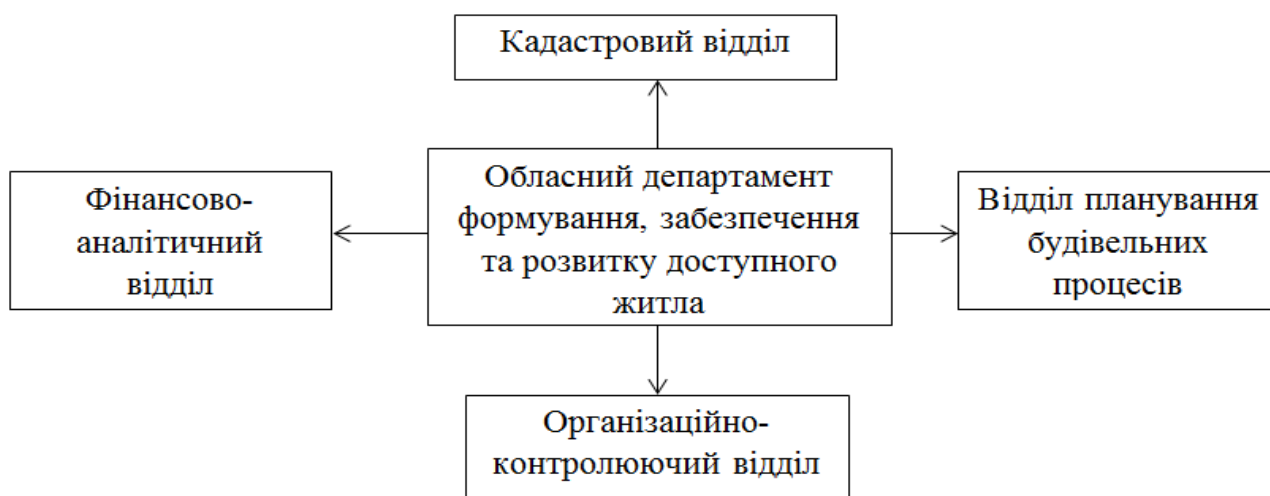 Кадастровий відділ
Фінансово-
аналітичний
відділ
Обласний департамент
формування, забезпечення
та розвитку доступного
житла
Відділ планування
будівельних
процесів
Організаційно-
контролюючий відділ